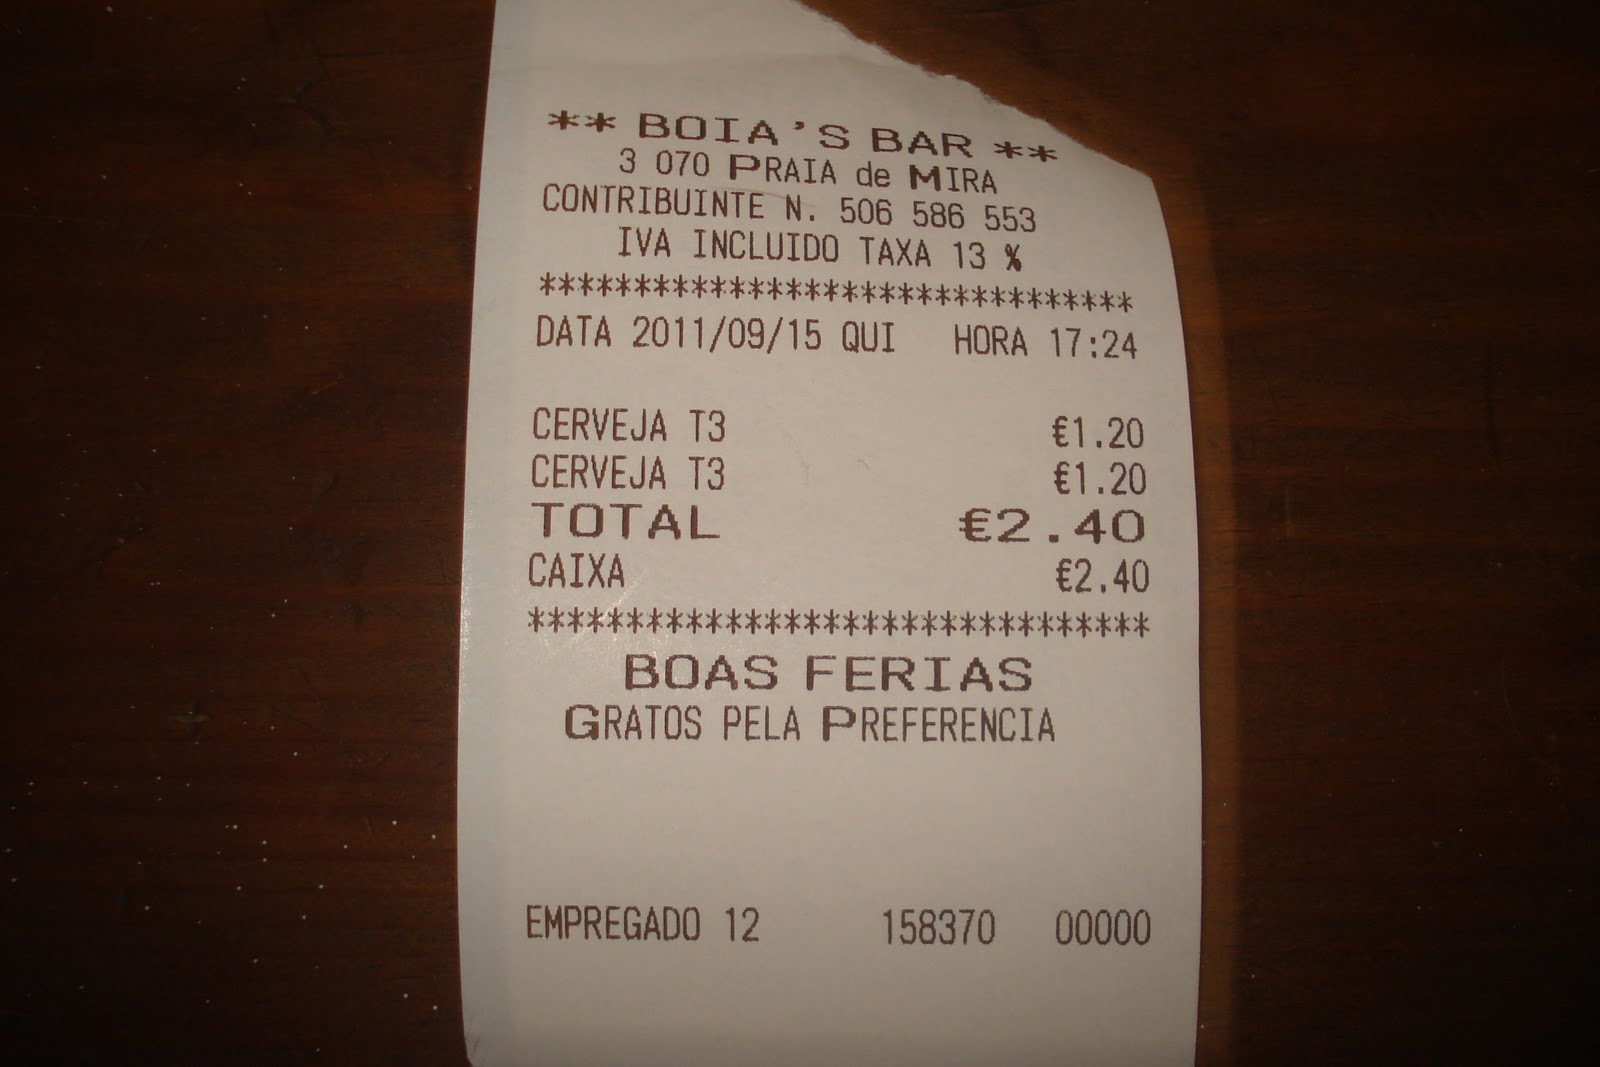 ** BOIA'S BAR **
3 070 PRAIA de MIRA
CONTRIBUINTE N. 506 586 553
IVA INCLUIDO TAXA 13 %
********************************
DATA 2011/09/15 QUI HORA 17:24
CERVEJA T3 €1.20
CERVEJA T3 €1.20
TOTAL €2.40
CAIXA €2.40
********************************
BOAS FERIAS
GRATOS PELA PREFERENCIA
EMPREGADO 12 158370 00000